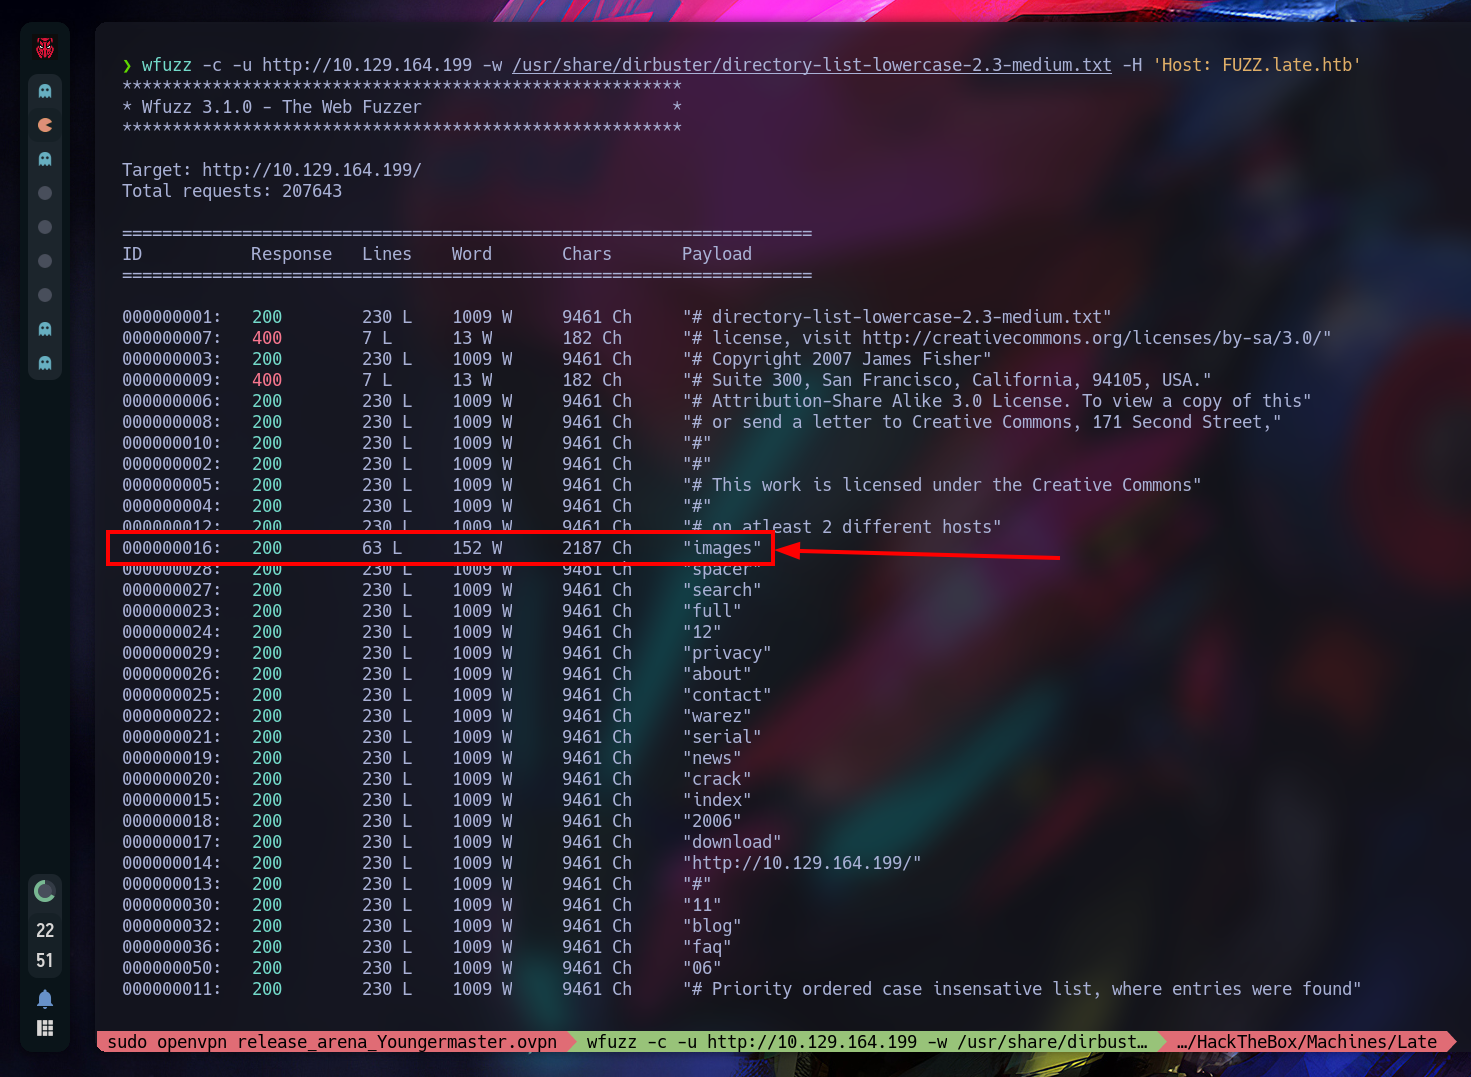 ❯ wfuzz -c -u http://10.129.164.199 -w /usr/share/dirbuster/directory-list-lowercase-2.3-medium.txt -H 'Host: FUZZ.late.htb'
********************************************************
* Wfuzz 3.1.0 - The Web Fuzzer                         *
********************************************************
Target: http://10.129.164.199/
Total requests: 207643
=====================================================================
ID           Response   Lines    Word       Chars       Payload
=====================================================================
000000001:   200        230 L    1009 W     9461 Ch     "# directory-list-lowercase-2.3-medium.txt"
000000007:   400        7 L      13 W       182 Ch      "# license, visit http://creativecommons.org/licenses/by-sa/3.0/"
000000003:   200        230 L    1009 W     9461 Ch     "# Copyright 2007 James Fisher"
000000009:   400        7 L      13 W       182 Ch      "# Suite 300, San Francisco, California, 94105, USA."
000000006:   200        230 L    1009 W     9461 Ch     "# Attribution-Share Alike 3.0 License. To view a copy of this"
000000008:   200        230 L    1009 W     9461 Ch     "# or send a letter to Creative Commons, 171 Second Street,"
000000010:   200        230 L    1009 W     9461 Ch     "#"
000000002:   200        230 L    1009 W     9461 Ch     "#"
000000005:   200        230 L    1009 W     9461 Ch     "# This work is licensed under the Creative Commons"
000000004:   200        230 L    1009 W     9461 Ch     "#"
000000012:   200        230 L    1009 W     9461 Ch     "# on atleast 2 different hosts"
000000016:   200        63 L     152 W      2187 Ch     "images"
000000028:   200        230 L    1009 W     9461 Ch     "spacer"
000000027:   200        230 L    1009 W     9461 Ch     "search"
000000023:   200        230 L    1009 W     9461 Ch     "full"
000000024:   200        230 L    1009 W     9461 Ch     "12"
000000029:   200        230 L    1009 W     9461 Ch     "privacy"
000000026:   200        230 L    1009 W     9461 Ch     "about"
000000025:   200        230 L    1009 W     9461 Ch     "contact"
000000022:   200        230 L    1009 W     9461 Ch     "warez"
000000021:   200        230 L    1009 W     9461 Ch     "serial"
000000019:   200        230 L    1009 W     9461 Ch     "news"
000000020:   200        230 L    1009 W     9461 Ch     "crack"
000000015:   200        230 L    1009 W     9461 Ch     "index"
000000018:   200        230 L    1009 W     9461 Ch     "2006"
000000017:   200        230 L    1009 W     9461 Ch     "download"
000000014:   200        230 L    1009 W     9461 Ch     "http://10.129.164.199/"
000000013:   200        230 L    1009 W     9461 Ch     "#"
000000030:   200        230 L    1009 W     9461 Ch     "11"
000000032:   200        230 L    1009 W     9461 Ch     "blog"
000000036:   200        230 L    1009 W     9461 Ch     "faq"
000000050:   200        230 L    1009 W     9461 Ch     "06"
000000011:   200        230 L    1009 W     9461 Ch     "# Priority ordered case insensative list, where entries were found"
22
51
sudo openvpn release_arena_Youngermaster.ovpn
wfuzz -c -u http://10.129.164.199 -w /usr/share/dirbust…
…/HackTheBox/Machines/Late